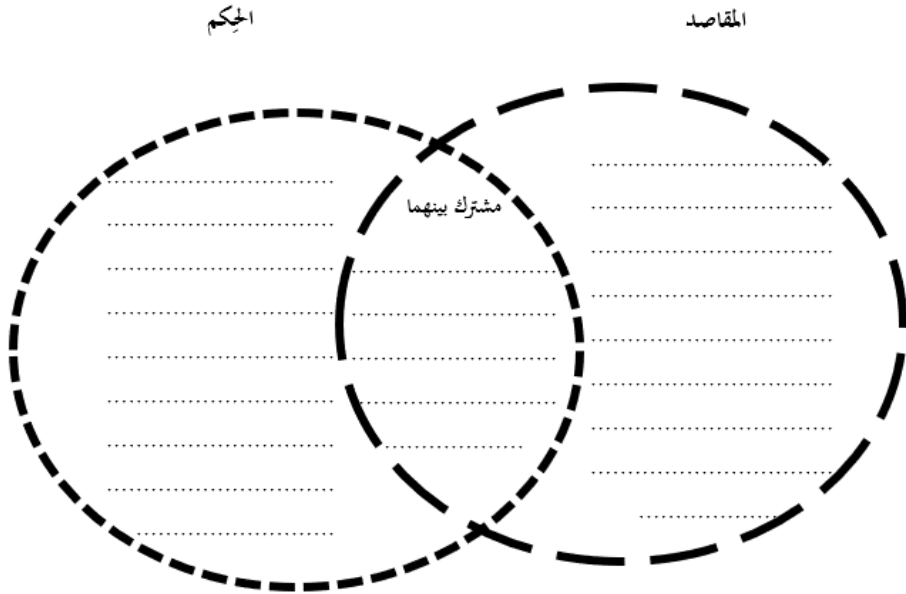 المقاصد
الحِكم
مشترك بينهما